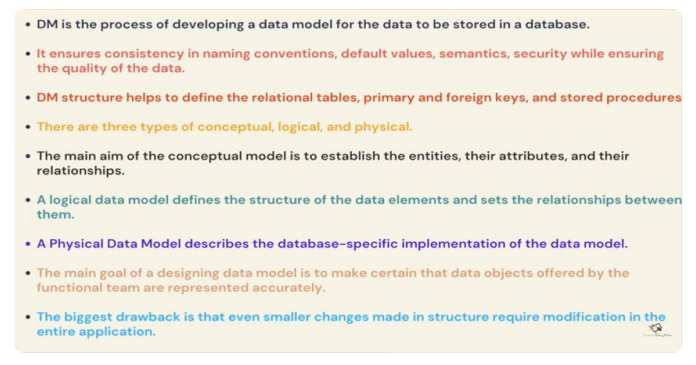 • DM is the process of developing a data model for the data to be stored in a database.
• It ensures consistency in naming conventions, default values, semantics, security while ensuring
the quality of the data.
• DM structure helps to define the relational tables, primary and foreign keys, and stored procedures
• There are three types of conceptual, logical, and physical.
• The main aim of the conceptual model is to establish the entities, their attributes, and their
relationships.
• A logical data model defines the structure of the data elements and sets the relationships between
them.
• A Physical Data Model describes the database-specific implementation of the data model.
• The main goal of a designing data model is to make certain that data objects offered by the
functional team are represented accurately.
• The biggest drawback is that even smaller changes made in structure require modification in the
entire application.